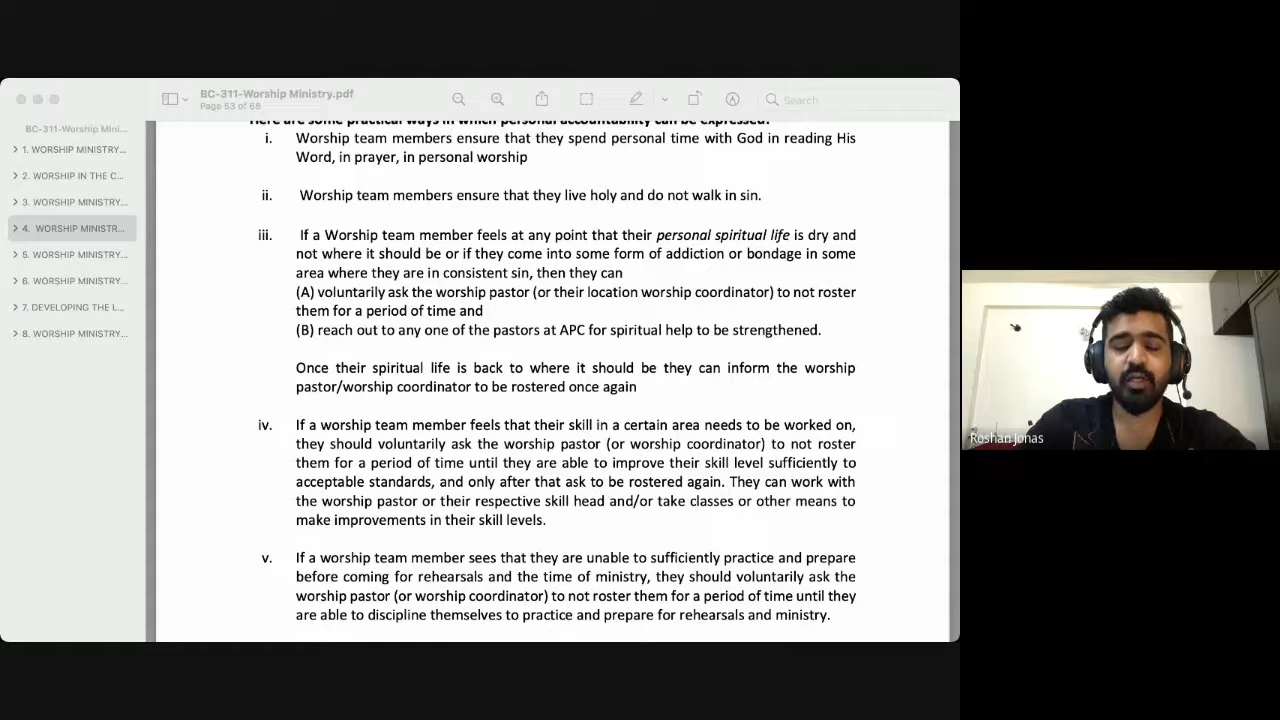 BC-311-Worship Ministry.pdf
Page 53 of 68
Search
BC-311-Worship Mini...
1. WORSHIP MINISTRY...
2. WORSHIP IN THE C...
3. WORSHIP MINISTRY...
4. WORSHIP MINISTR...
5. WORSHIP MINISTRY...
6. WORSHIP MINISTRY...
7. DEVELOPING THE L...
8. WORSHIP MINISTRY...
Here are some practical ways in which personal accountability can be expressed:
i. Worship team members ensure that they spend personal time with God in reading His
Word, in prayer, in personal worship
ii. Worship team members ensure that they live holy and do not walk in sin.
iii. If a Worship team member feels at any point that their personal spiritual life is dry and
not where it should be or if they come into some form of addiction or bondage in some
area where they are in consistent sin, then they can
(A) voluntarily ask the worship pastor (or their location worship coordinator) to not roster
them for a period of time and
(B) reach out to any one of the pastors at APC for spiritual help to be strengthened.
Once their spiritual life is back to where it should be they can inform the worship
pastor/worship coordinator to be rostered once again
iv. If a worship team member feels that their skill in a certain area needs to be worked on,
they should voluntarily ask the worship pastor (or worship coordinator) to not roster
them for a period of time until they are able to improve their skill level sufficiently to
acceptable standards, and only after that ask to be rostered again. They can work with
the worship pastor or their respective skill head and/or take classes or other means to
make improvements in their skill levels.
v. If a worship team member sees that they are unable to sufficiently practice and prepare
before coming for rehearsals and the time of ministry, they should voluntarily ask the
worship pastor (or worship coordinator) to not roster them for a period of time until they
are able to discipline themselves to practice and prepare for rehearsals and ministry.
Roshan Jonas